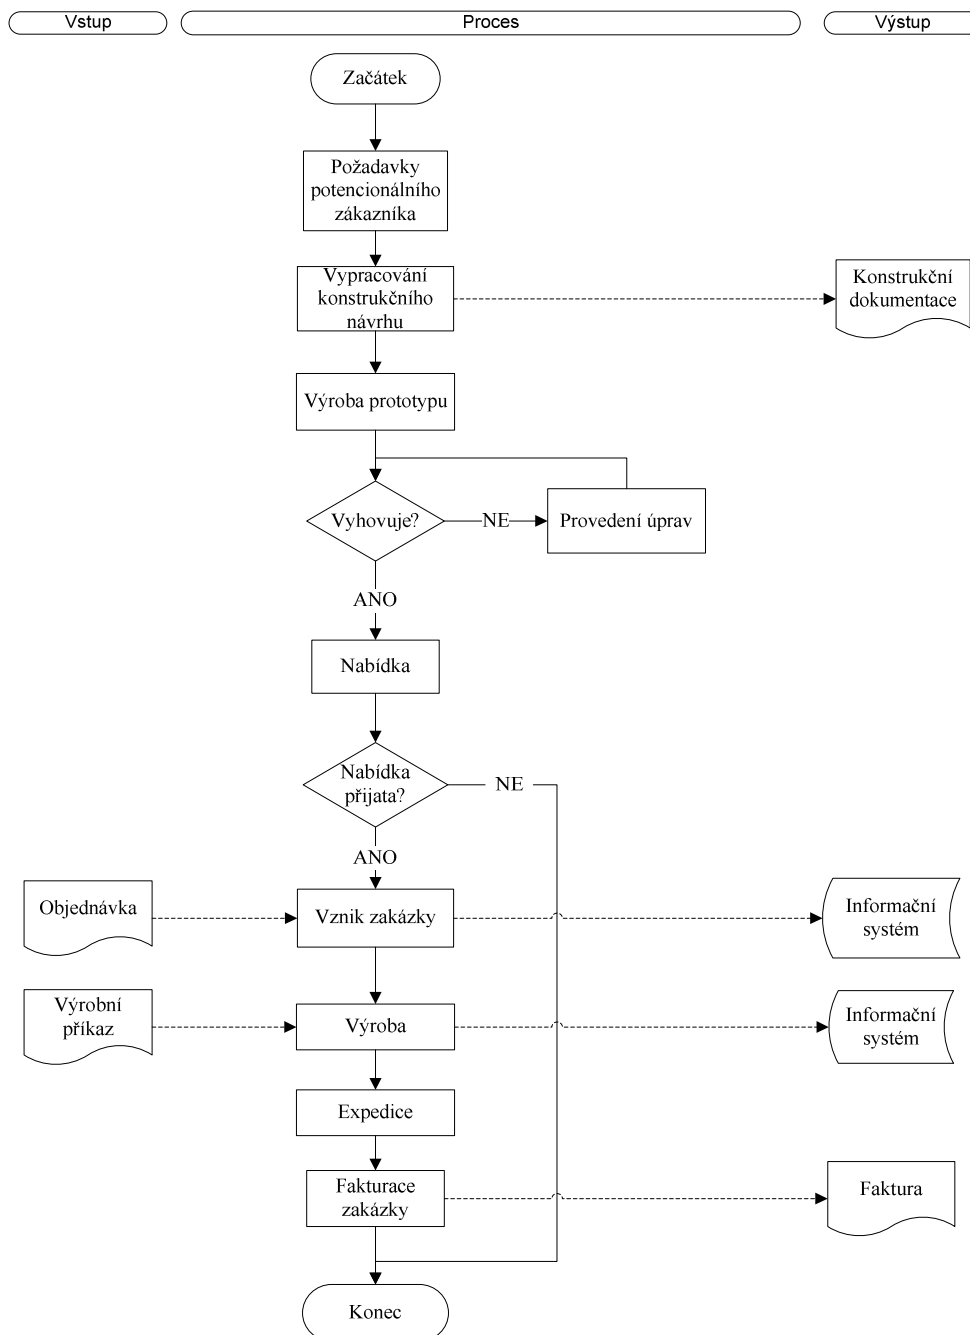 Vstup
Proces
Výstup
Začátek
Požadavky
potencionálního
zákazníka
Vypracování
konstrukčního
návrhu
Konstrukční
dokumentace
Výroba prototypu
Vyhovuje?
NE
Provedení úprav
ANO
Nabídka
Nabídka
přijata?
NE
ANO
Objednávka
Vznik zakázky
Informační
systém
Výrobní
příkaz
Výroba
Informační
systém
Expedice
Fakturace
zakázky
Faktura
Konec